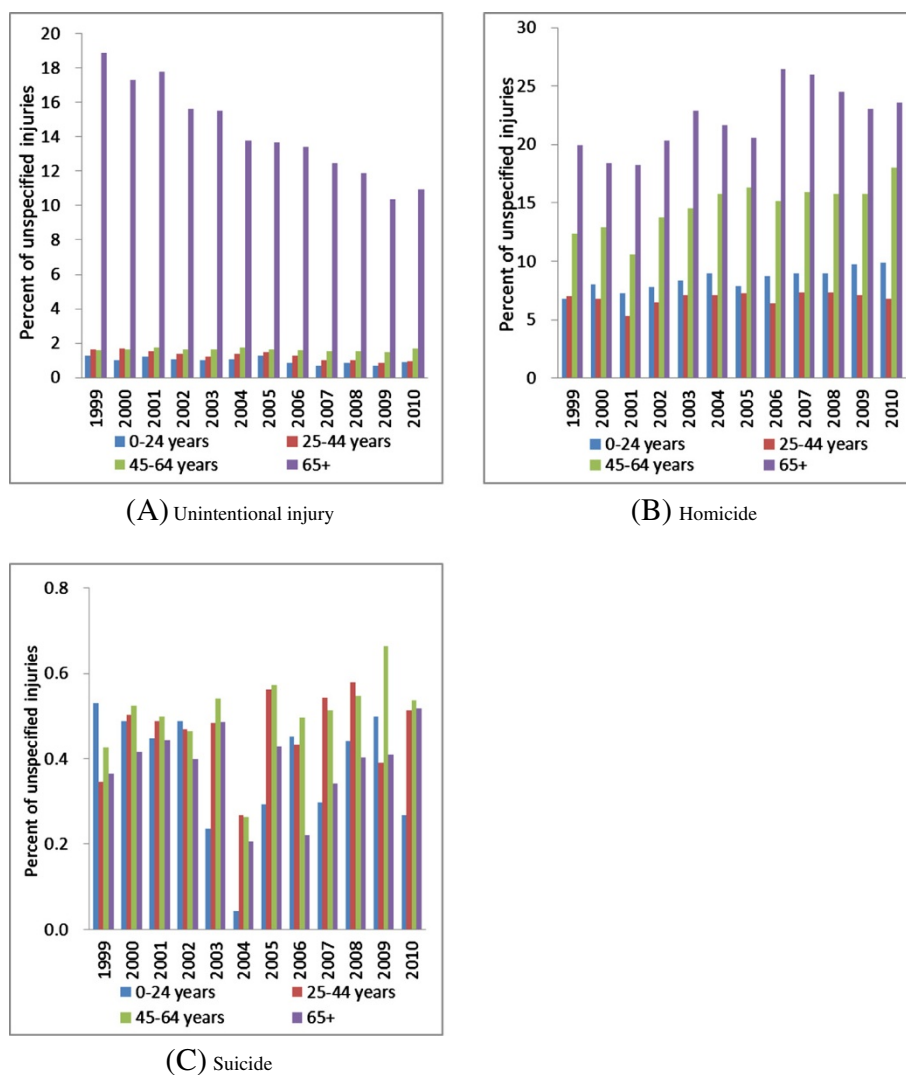 Percent of unspecified injuries
20
18
16
14
12
10
8
6
4
2
0
1999 2000 2001 2002 2003 2004 2005 2006 2007 2008 2009 2010
0-24 years 25-44 years
45-64 years 65+
(A) Unintentional injury
Percent of unspecified injuries
30
25
20
15
10
5
0
1999 2000 2001 2002 2003 2004 2005 2006 2007 2008 2009 2010
0-24 years 25-44 years
45-64 years 65+
(B) Homicide
Percent of unspecified injuries
0.8
0.6
0.4
0.2
0.0
1999 2000 2001 2002 2003 2004 2005 2006 2007 2008 2009 2010
0-24 years 25-44 years
45-64 years 65+
(C) Suicide